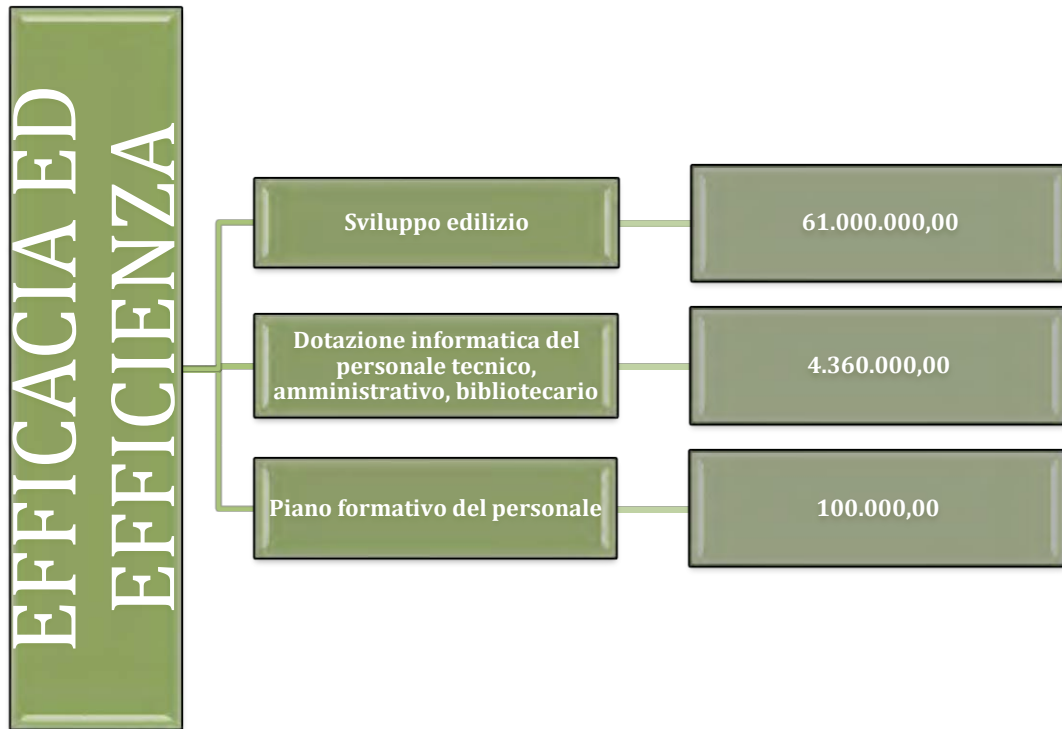 EFFICACIA ED
EFFICIENZA
Sviluppo edilizio
61.000.000,00
Dotazione informatica del
personale tecnico,
amministrativo, bibliotecario
4.360.000,00
Piano formativo del personale
100.000,00